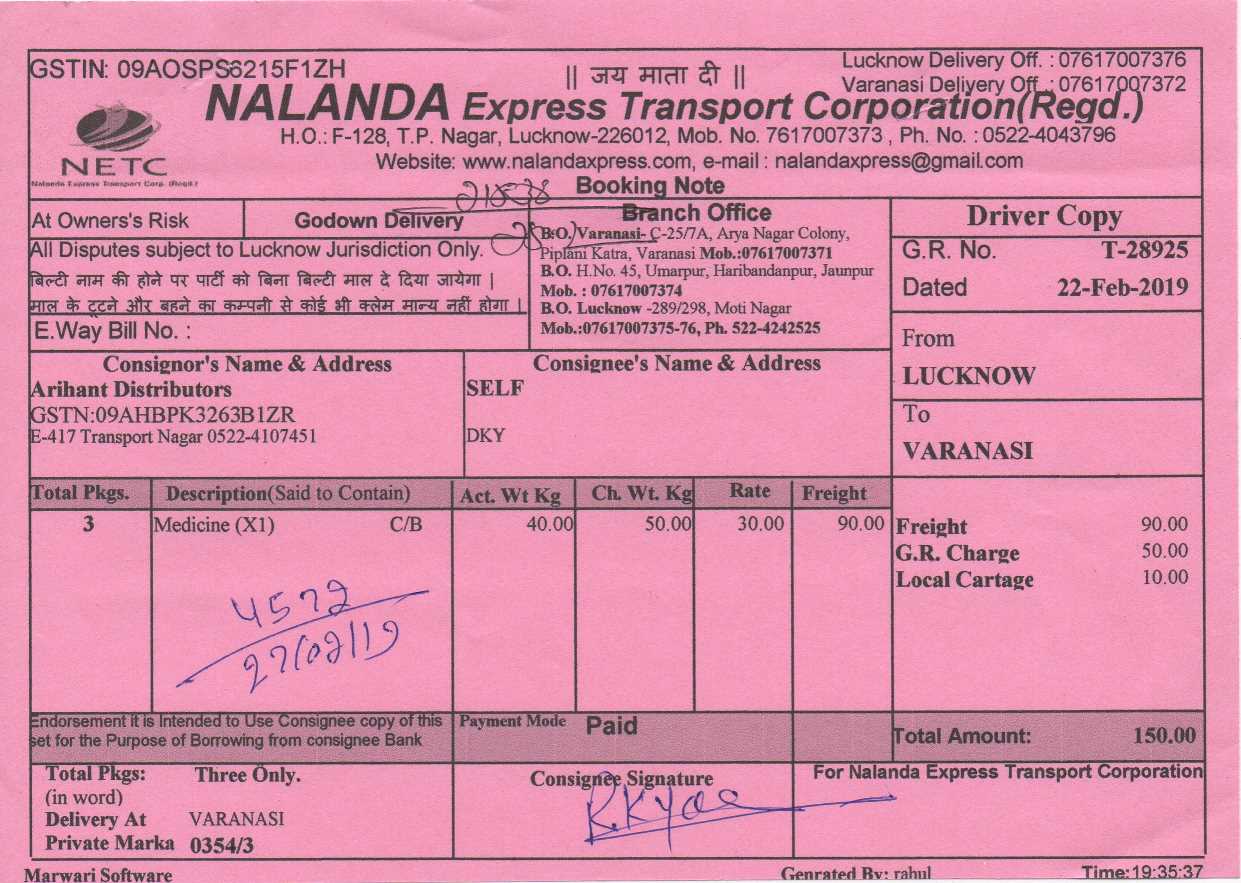 GSTIN: 09AOSPS6215F1ZH
|| जय माता दी ||
Lucknow Delivery Off. : 07617007376
Varanasi Delivery Off. : 07617007372
NALANDA Express Transport Corporation(Regd.)
H.O.: F-128, T.P. Nagar, Lucknow-226012, Mob. No. 7617007373 , Ph. No. : 0522-4043796
Website: www.nalandaxpress.com, e-mail : nalandaxpress@gmail.com
NETC
Nalanda Express Transport Corp. (Regd.)
Booking Note
At Owners's Risk
Godown Delivery
All Disputes subject to Lucknow Jurisdiction Only.
बिल्टी नाम की होने पर पार्टी को बिना बिल्टी माल दे दिया जायेगा |
माल के टूटने और बहने का कम्पनी से कोई भी क्लेम मान्य नहीं होगा |
E.Way Bill No. :
Branch Office
B.O. Varanasi- C-25/7A, Arya Nagar Colony,
Piplani Katra, Varanasi Mob.:07617007371
B.O. H.No. 45, Umarpur, Haribandanpur, Jaunpur
Mob. : 07617007374
B.O. Lucknow -289/298, Moti Nagar
Mob.:07617007375-76, Ph. 522-4242525
Driver Copy
G.R. No. T-28925
Dated 22-Feb-2019
From
LUCKNOW
To
VARANASI
Consignor's Name & Address
Arihant Distributors
GSTN:09AHBPK3263B1ZR
E-417 Transport Nagar 0522-4107451
Consignee's Name & Address
SELF
DKY
Total Pkgs. Description(Said to Contain) Act. Wt Kg Ch. Wt. Kg Rate Freight
3 Medicine (X1) C/B 40.00 50.00 30.00 90.00
4572
27/02/19
Freight 90.00
G.R. Charge 50.00
Local Cartage 10.00
Endorsement it is Intended to Use Consignee copy of this
set for the Purpose of Borrowing from consignee Bank
Payment Mode Paid
Total Amount: 150.00
Total Pkgs: Three Only.
(in word)
Delivery At VARANASI
Private Marka 0354/3
Consignee Signature
For Nalanda Express Transport Corporation
Marwari Software
Genrated By: rahul
Time:19:35:37